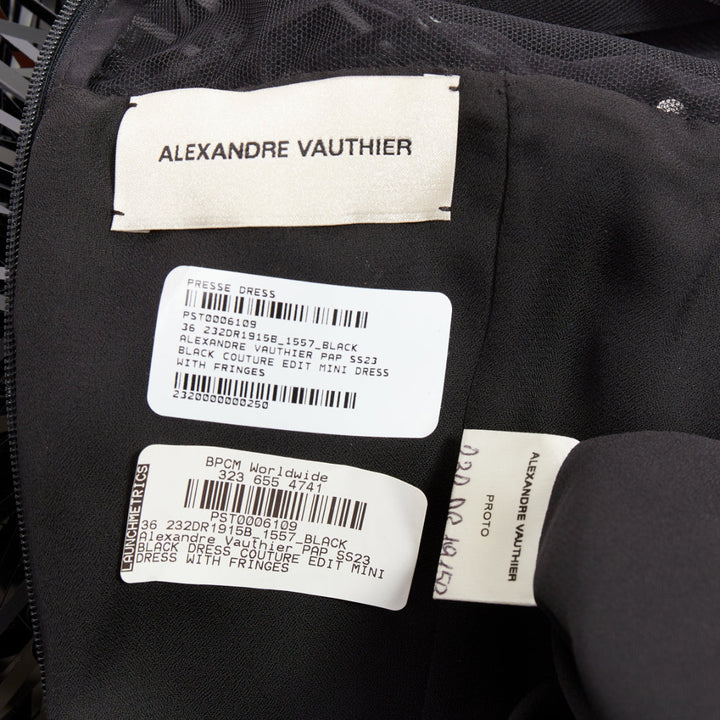 ALEXANDRE VAUTHIER
PRESSE DRESS
PST0006109
36 232DR1915B_1557_BLACK
ALEXANDRE VAUTHIER PAP SS23
BLACK COUTURE EDIT MINI DRESS
WITH FRINGES
2320000000250
LAUNCHMETRICS
BPCM Worldwide
323 655 4741
PST0006109
36 232DR1915B_1557_BLACK
Alexandre Vauthier PAP SS23
BLACK DRESS COUTURE EDIT MINI
DRESS WITH FRINGES
ALEXANDRE VAUTHIER
PROTO